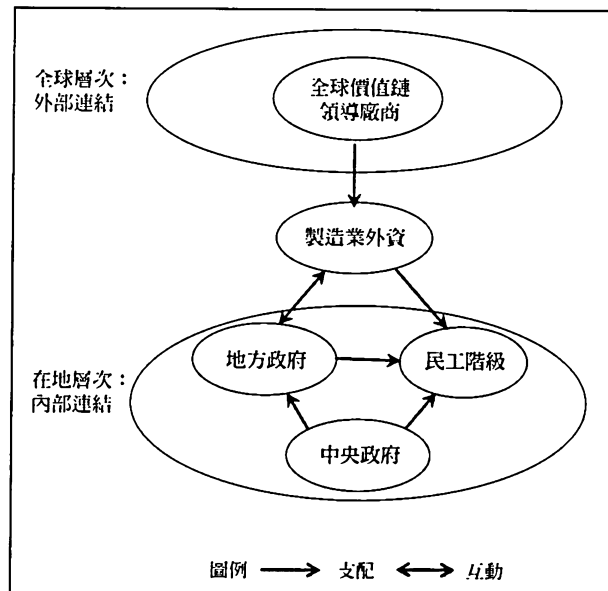 全球層次：
外部連結
全球價值鏈
領導廠商
製造業外資
地方政府
民工階級
在地層次：
內部連結
中央政府
圖例 支配 互動